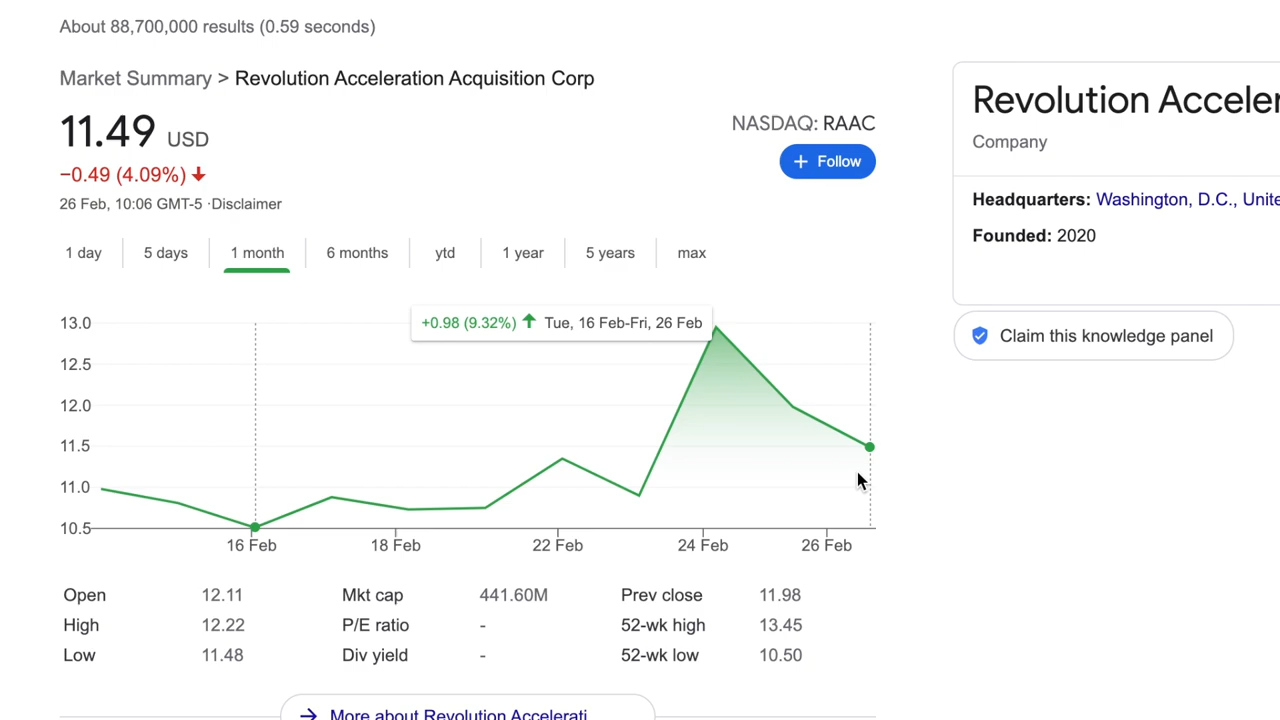 About 88,700,000 results (0.59 seconds)
Market Summary > Revolution Acceleration Acquisition Corp
11.49 USD
−0.49 (4.09%)
26 Feb, 10:06 GMT-5 ·Disclaimer
NASDAQ: RAAC
+ Follow
1 day 5 days 1 month 6 months ytd 1 year 5 years max
+0.98 (9.32%) Tue, 16 Feb-Fri, 26 Feb
13.0
12.5
12.0
11.5
11.0
10.5
16 Feb 18 Feb 22 Feb 24 Feb 26 Feb
Open 12.11 Mkt cap 441.60M Prev close 11.98
High 12.22 P/E ratio - 52-wk high 13.45
Low 11.48 Div yield - 52-wk low 10.50
More about Revolution Accelerati
Revolution Acceler
Company
Headquarters: Washington, D.C., Unite
Founded: 2020
Claim this knowledge panel